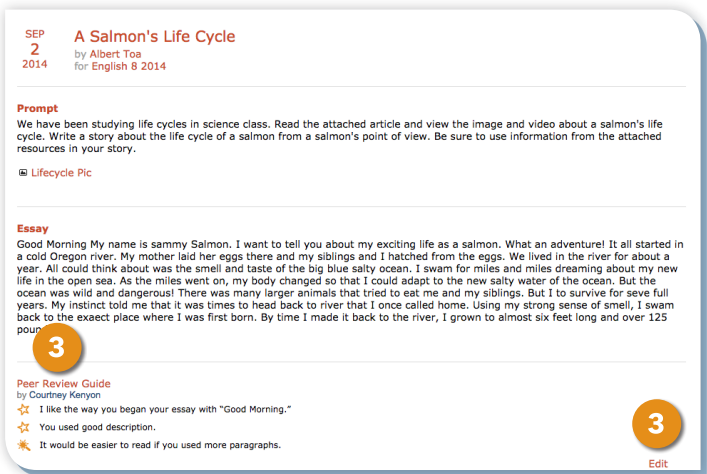 SEP
2
2014
A Salmon's Life Cycle
by Albert Toa
for English 8 2014
Prompt
We have been studying life cycles in science class. Read the attached article and view the image and video about a salmon's life
cycle. Write a story about the life cycle of a salmon from a salmon's point of view. Be sure to use information from the attached
resources in your story.
Lifecycle Pic
Essay
Good Morning My name is sammy Salmon. I want to tell you about my exciting life as a salmon. What an adventure! It all started in
a cold Oregon river. My mother laid her eggs there and my siblings and I hatched from the eggs. We lived in the river for about a
year. All could think about was the smell and taste of the big blue salty ocean. I swam for miles and miles dreaming about my new
life in the open sea. As the miles went on, my body changed so that I could adapt to the new salty water of the ocean. But the
ocean was wild and dangerous! There was many larger animals that tried to eat me and my siblings. But I to survive for seve full
years. My instinct told me that it was times to head back to river that I once called home. Using my strong sense of smell, I swam
back to the exaect place where I was first born. By time I made it back to the river, I grown to almost six feet long and over 125
3
Peer Review Guide
by Courtney Kenyon
I like the way you began your essay with “Good Morning.”
You used good description.
It would be easier to read if you used more paragraphs.
3
Edit